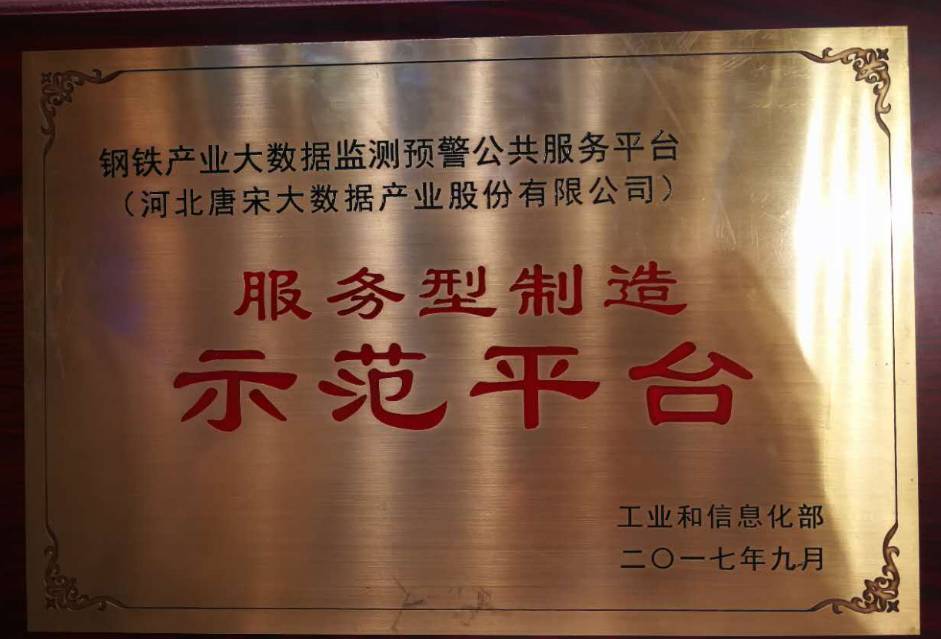 钢铁产业大数据监测预警公共服务平台
（河北唐宋大数据产业股份有限公司）
服务型制造
示范平台
工业和信息化部
二〇一七年九月